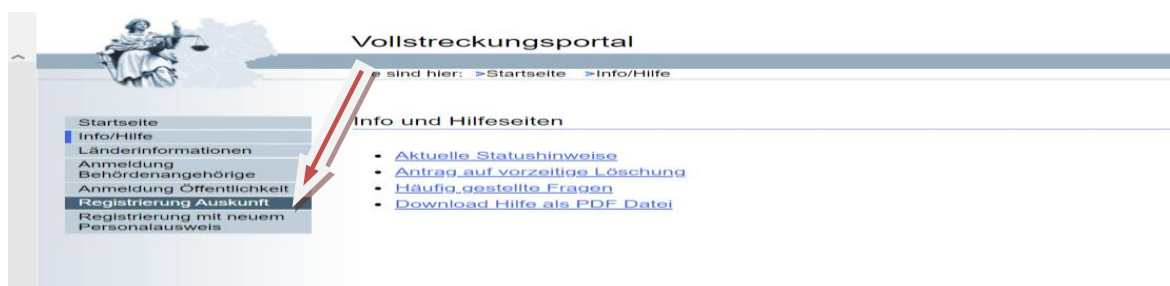 Vollstreckungsportal
e sind hier: >Startseite >Info/Hilfe
Startseite
Info/Hilfe
Länderinformationen
Anmeldung
Behördenangehörige
Anmeldung Öffentlichkeit
Registrierung Auskunft
Registrierung mit neuem
Personalausweis
Info und Hilfeseiten
Aktuelle Statushinweise
Antrag auf vorzeitige Löschung
Häufig gestellte Fragen
Download Hilfe als PDF Datei